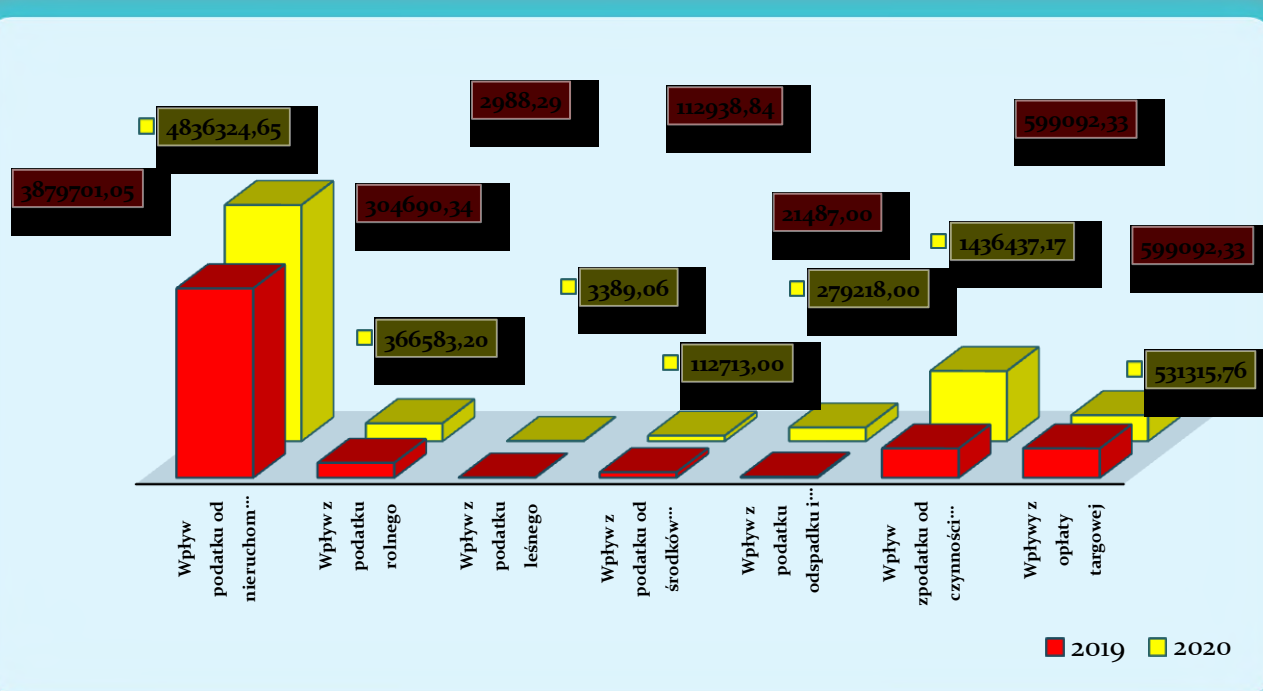 2988,29
112938,84
599092,33
4836324,65
3879701,05
304690,34
21487,00
1436437,17
599092,33
3389,06
279218,00
366583,20
112713,00
531315,76
Wpływ
podatku od
nieruchom...
Wpływ z
podatku
rolnego
Wpływ z
podatku
leśnego
Wpływ z
podatku od
środków...
Wpływ z
podatku
odspadku i...
Wpływ
zpodatku od
czynności...
Wpływy z
opłaty
targowej
2019
2020